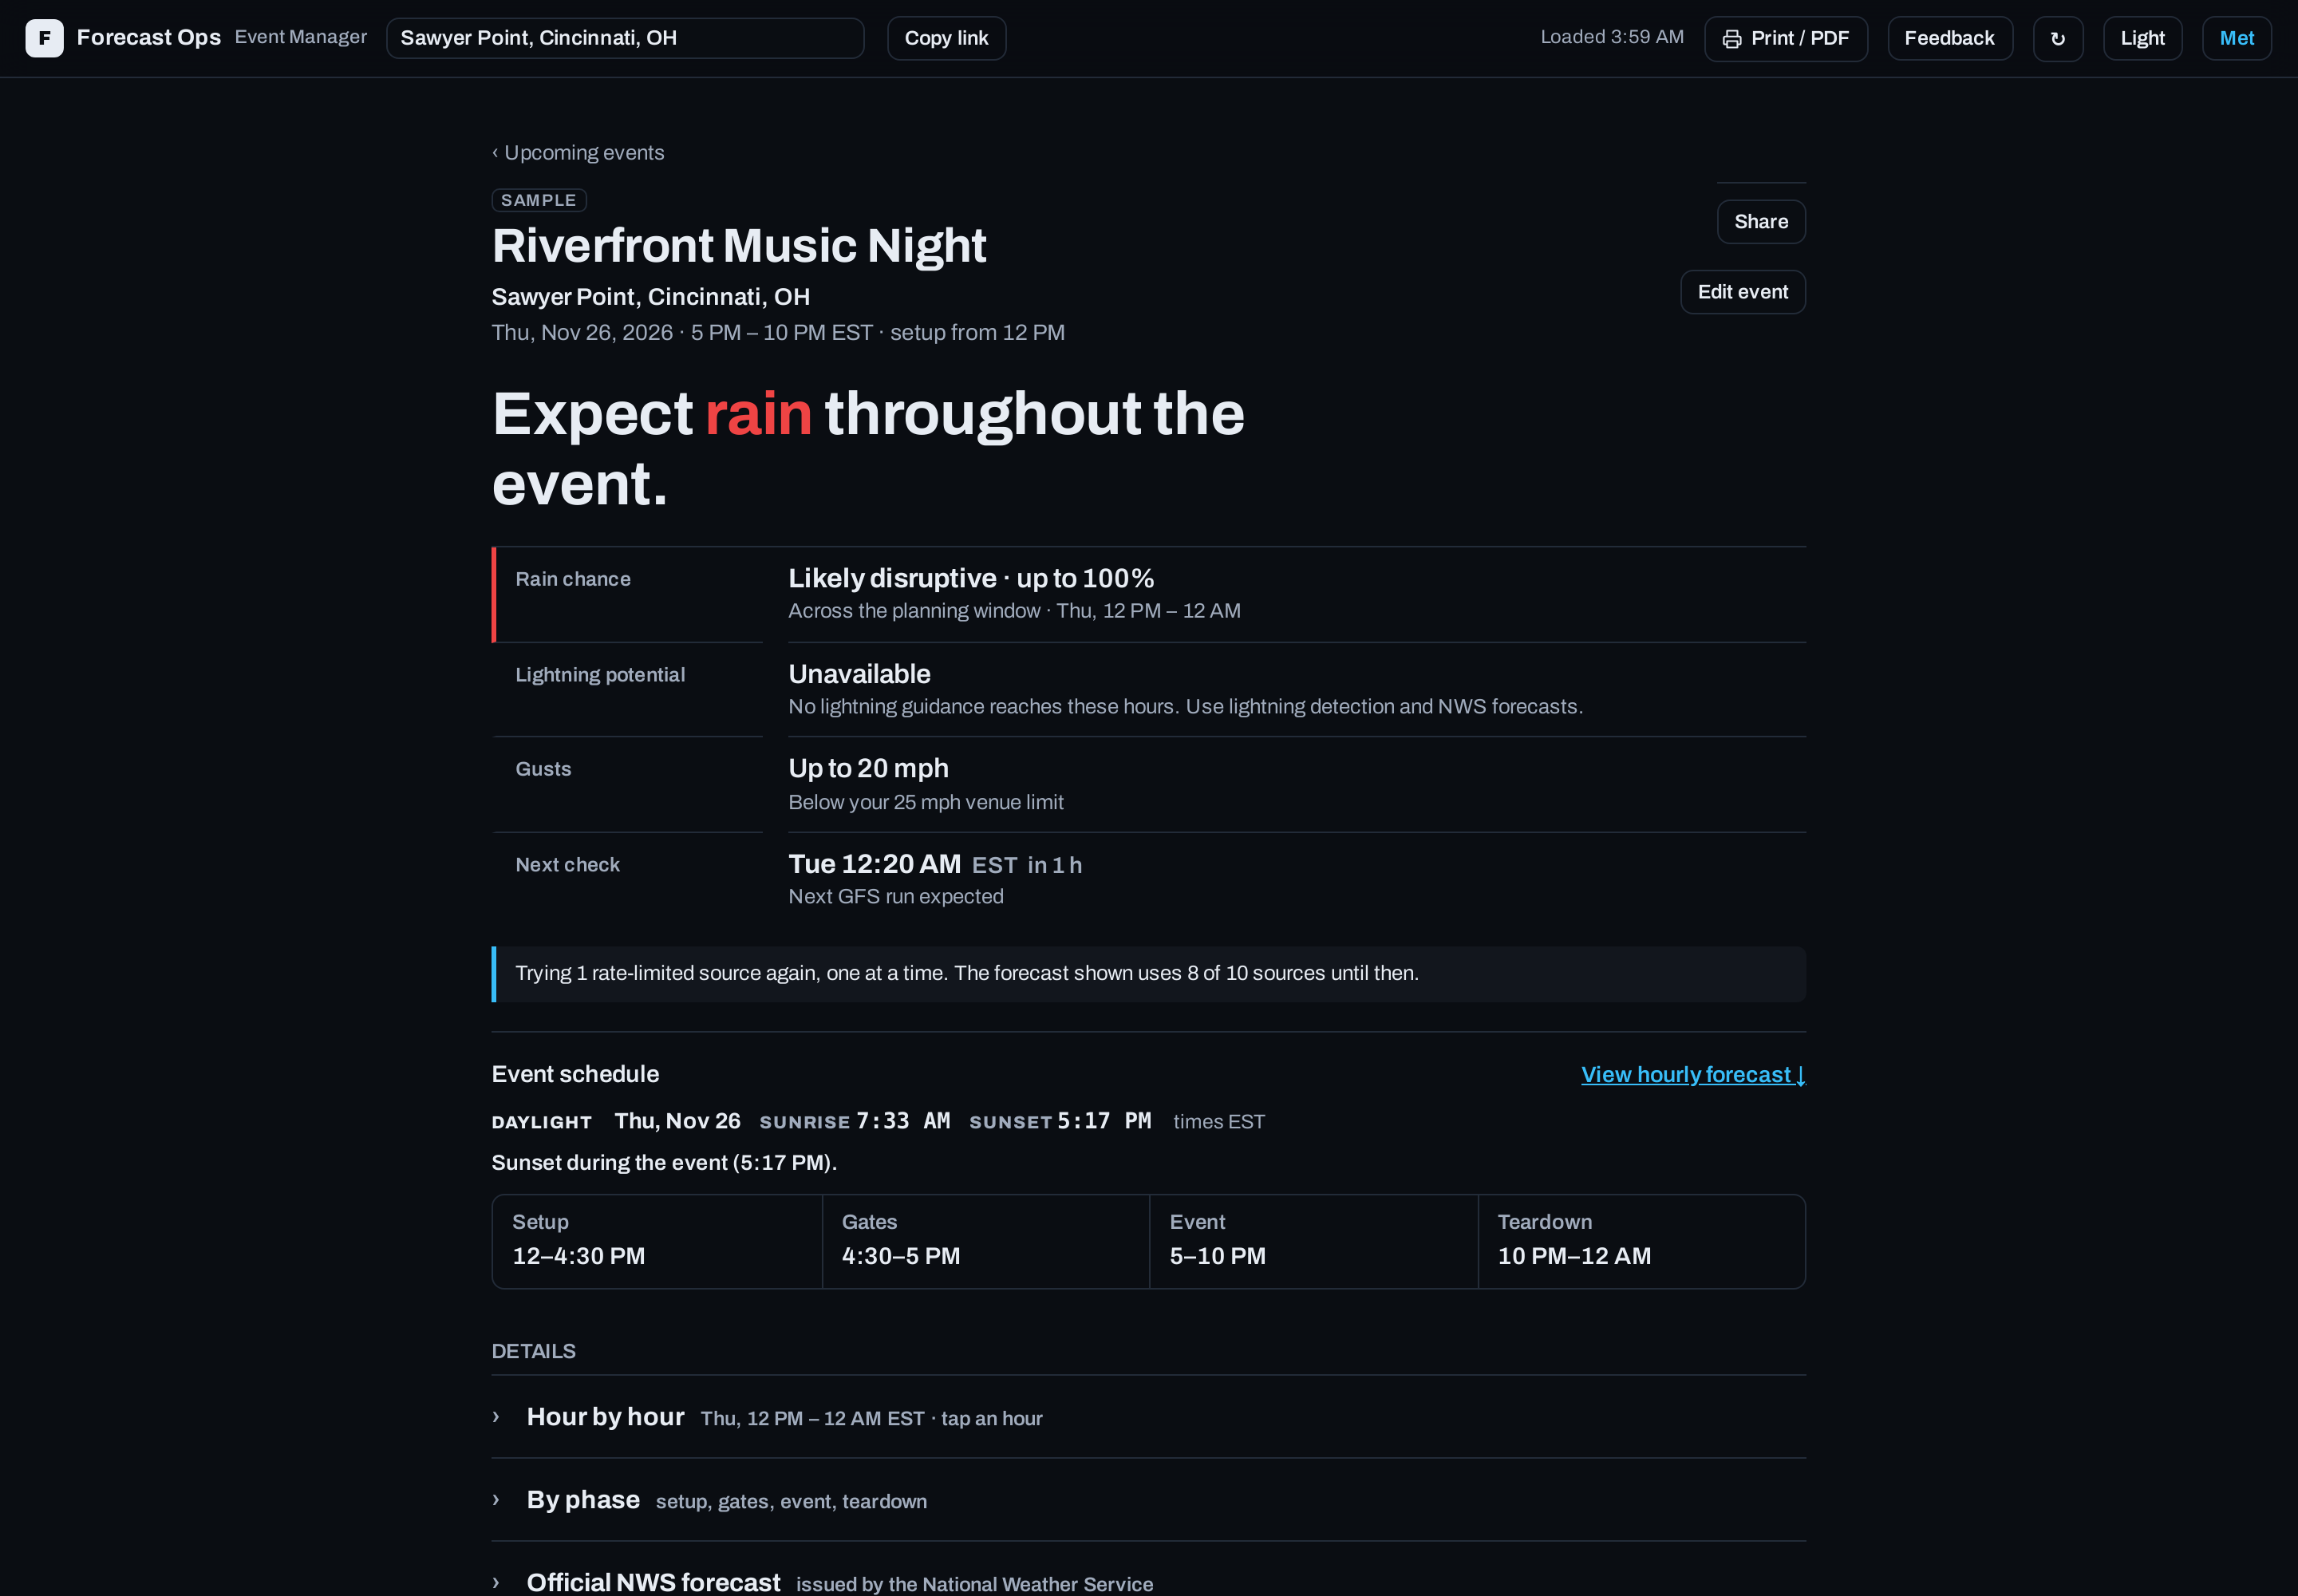 F Forecast Ops Event Manager Sawyer Point, Cincinnati, OH Copy link Loaded 3:59 AM Print / PDF Feedback ↻ Light Met
‹ Upcoming events
SAMPLE
Riverfront Music Night
Sawyer Point, Cincinnati, OH
Thu, Nov 26, 2026 · 5 PM – 10 PM EST · setup from 12 PM
Share
Edit event
Expect rain throughout the
event.
Rain chance
Likely disruptive · up to 100%
Across the planning window · Thu, 12 PM – 12 AM
Lightning potential
Unavailable
No lightning guidance reaches these hours. Use lightning detection and NWS forecasts.
Gusts
Up to 20 mph
Below your 25 mph venue limit
Next check
Tue 12:20 AM EST in 1 h
Next GFS run expected
Trying 1 rate-limited source again, one at a time. The forecast shown uses 8 of 10 sources until then.
Event schedule
View hourly forecast ↓
DAYLIGHT Thu, Nov 26 SUNRISE 7:33 AM SUNSET 5:17 PM times EST
Sunset during the event (5:17 PM).
Setup
12–4:30 PM
Gates
4:30–5 PM
Event
5–10 PM
Teardown
10 PM–12 AM
DETAILS
› Hour by hour Thu, 12 PM – 12 AM EST · tap an hour
› By phase setup, gates, event, teardown
› Official NWS forecast issued by the National Weather Service